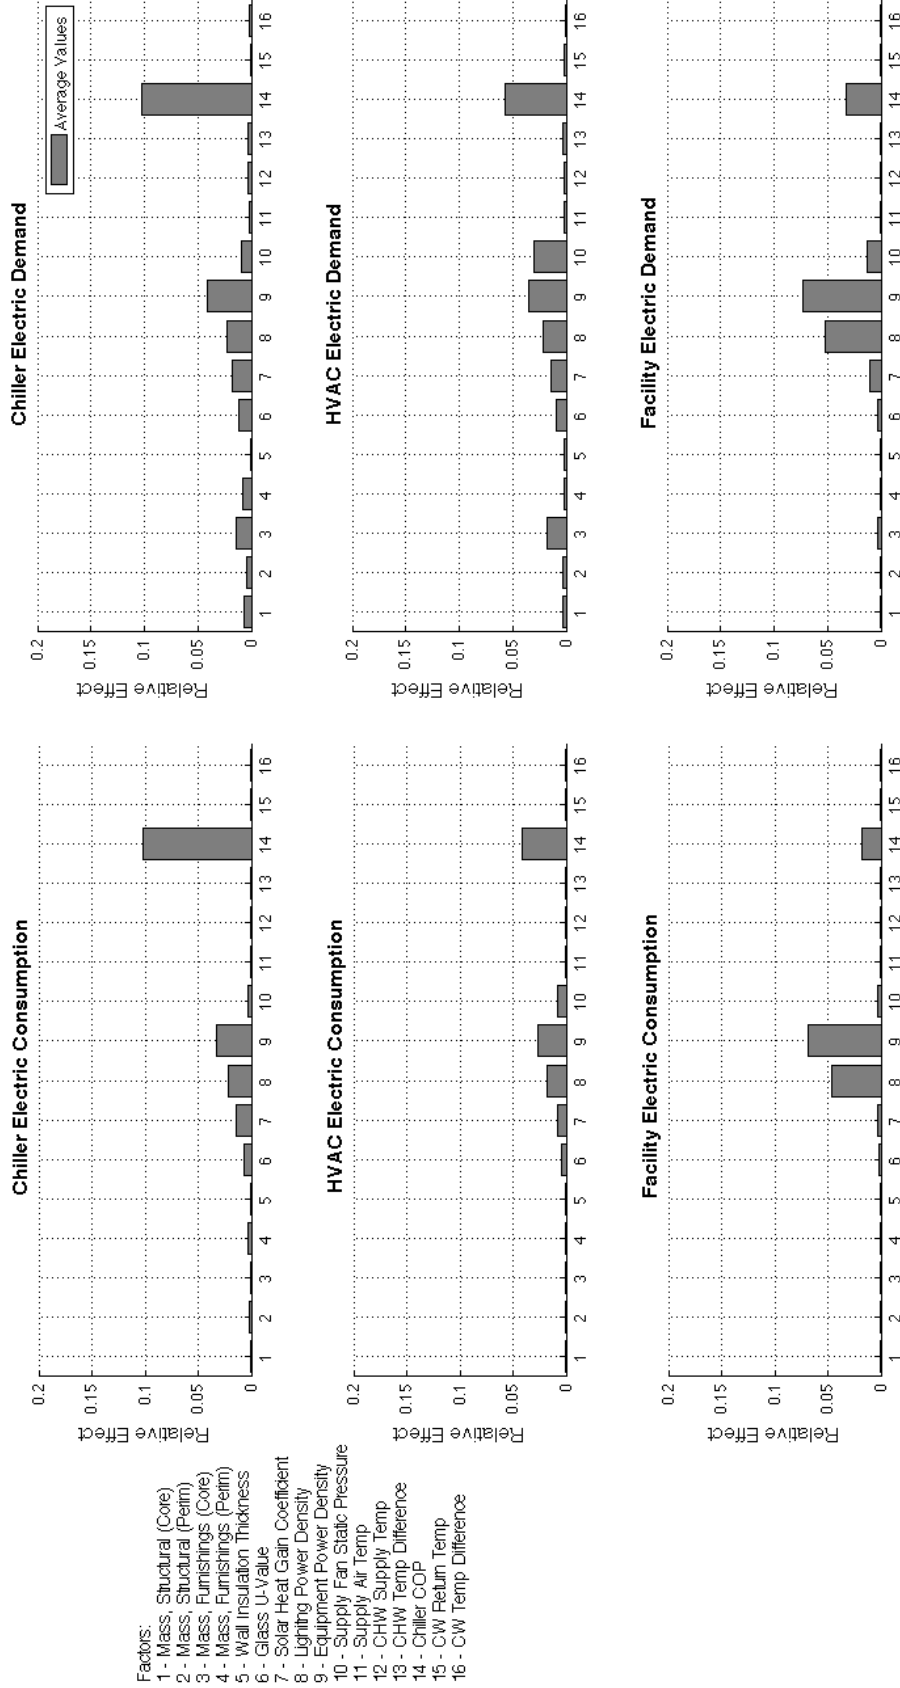 Factors:
1 - Mass, Structural (Core)
2 - Mass, Structural (Perim)
3 - Mass, Furnishings (Core)
4 - Mass, Furnishings (Perim)
5 - Wall Insulation Thickness
6 - Glass U-Value
7 - Solar Heat Gain Coefficient
8 - Lighting Power Density
9 - Equipment Power Density
10 - Supply Fan Static Pressure
11 - Supply Air Temp
12 - CHW Supply Temp
13 - CHW Temp Difference
14 - Chiller COP
15 - CW Return Temp
16 - CW Temp Difference
Chiller Electric Consumption
Relative Effect
0.2
0.15
0.1
0.05
0
1 2 3 4 5 6 7 8 9 10 11 12 13 14 15 16
Chiller Electric Demand
Average Values
Relative Effect
0.2
0.15
0.1
0.05
0
1 2 3 4 5 6 7 8 9 10 11 12 13 14 15 16
HVAC Electric Consumption
Relative Effect
0.2
0.15
0.1
0.05
0
1 2 3 4 5 6 7 8 9 10 11 12 13 14 15 16
HVAC Electric Demand
Relative Effect
0.2
0.15
0.1
0.05
0
1 2 3 4 5 6 7 8 9 10 11 12 13 14 15 16
Facility Electric Consumption
Relative Effect
0.2
0.15
0.1
0.05
0
1 2 3 4 5 6 7 8 9 10 11 12 13 14 15 16
Facility Electric Demand
Relative Effect
0.2
0.15
0.1
0.05
0
1 2 3 4 5 6 7 8 9 10 11 12 13 14 15 16